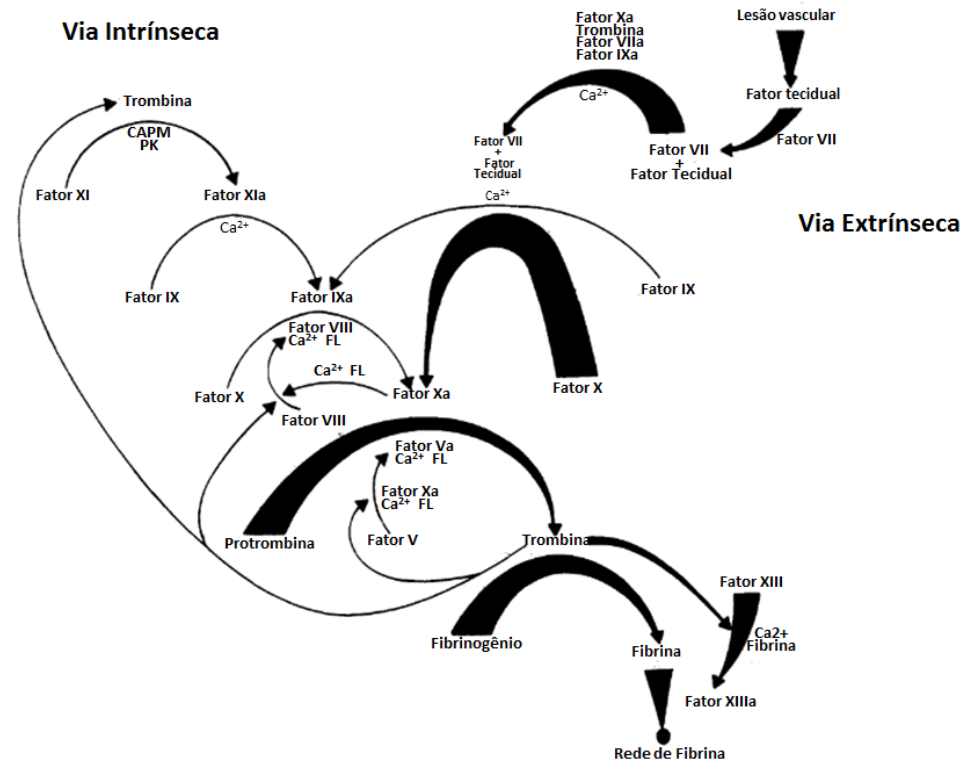 Via Intrínseca
Fator Xa
Trombina
Fator VIIa
Fator IXa
Ca²⁺
Lesão vascular
Fator tecidual
Fator VII
Fator VII
+
Fator Tecidual
Fator VII
+
Fator
Tecidual
Ca²⁺
Via Extrínseca
Trombina
CAPM
PK
Fator XI
Fator XIa
Ca²⁺
Fator IX
Fator IXa
Fator IX
Fator VIII
Ca²⁺ FL
Ca²⁺ FL
Fator X
Fator Xa
Fator X
Fator VIII
Fator Va
Ca²⁺ FL
Fator Xa
Ca²⁺ FL
Protrombina
Fator V
Trombina
Fator XIII
Ca2+
Fibrina
Fibrinogênio
Fibrina
Fator XIIIa
Rede de Fibrina